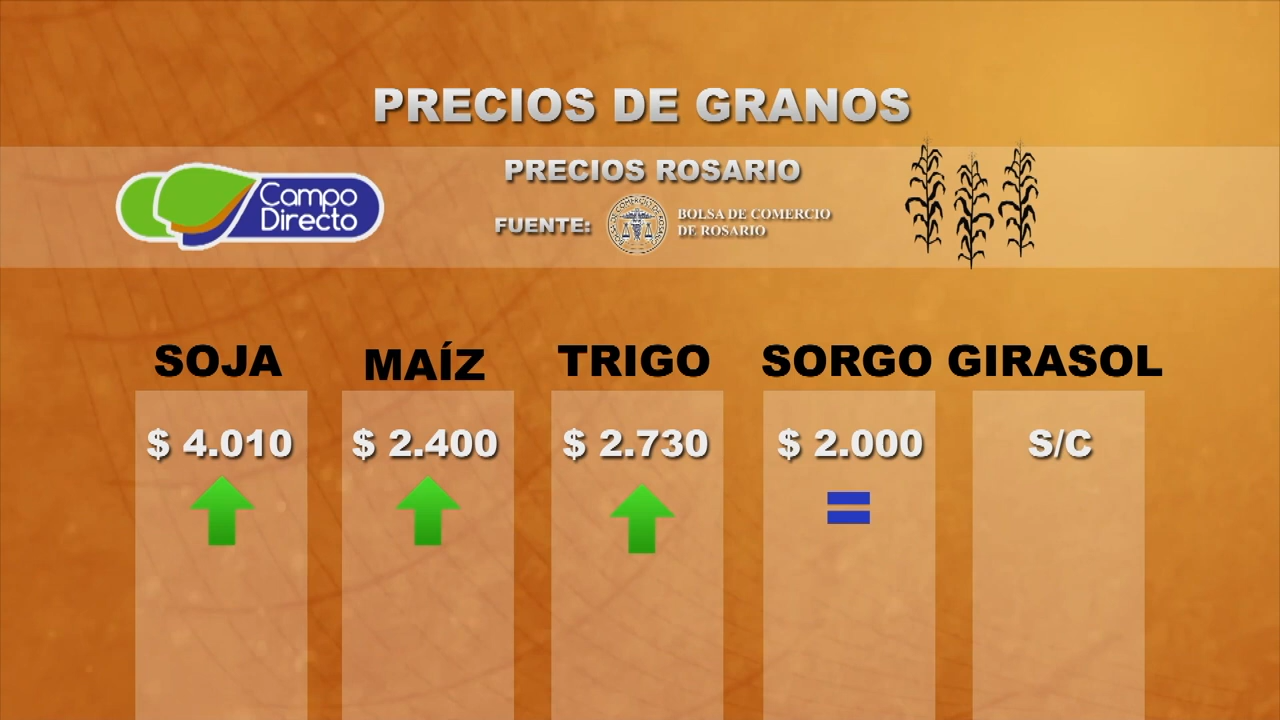 PRECIOS DE GRANOS
PRECIOS ROSARIO
Campo
Directo
FUENTE:
BOLSA DE COMERCIO
DE ROSARIO
SOJA MAÍZ TRIGO SORGO GIRASOL
$ 4.010 $ 2.400 $ 2.730 $ 2.000 S/C